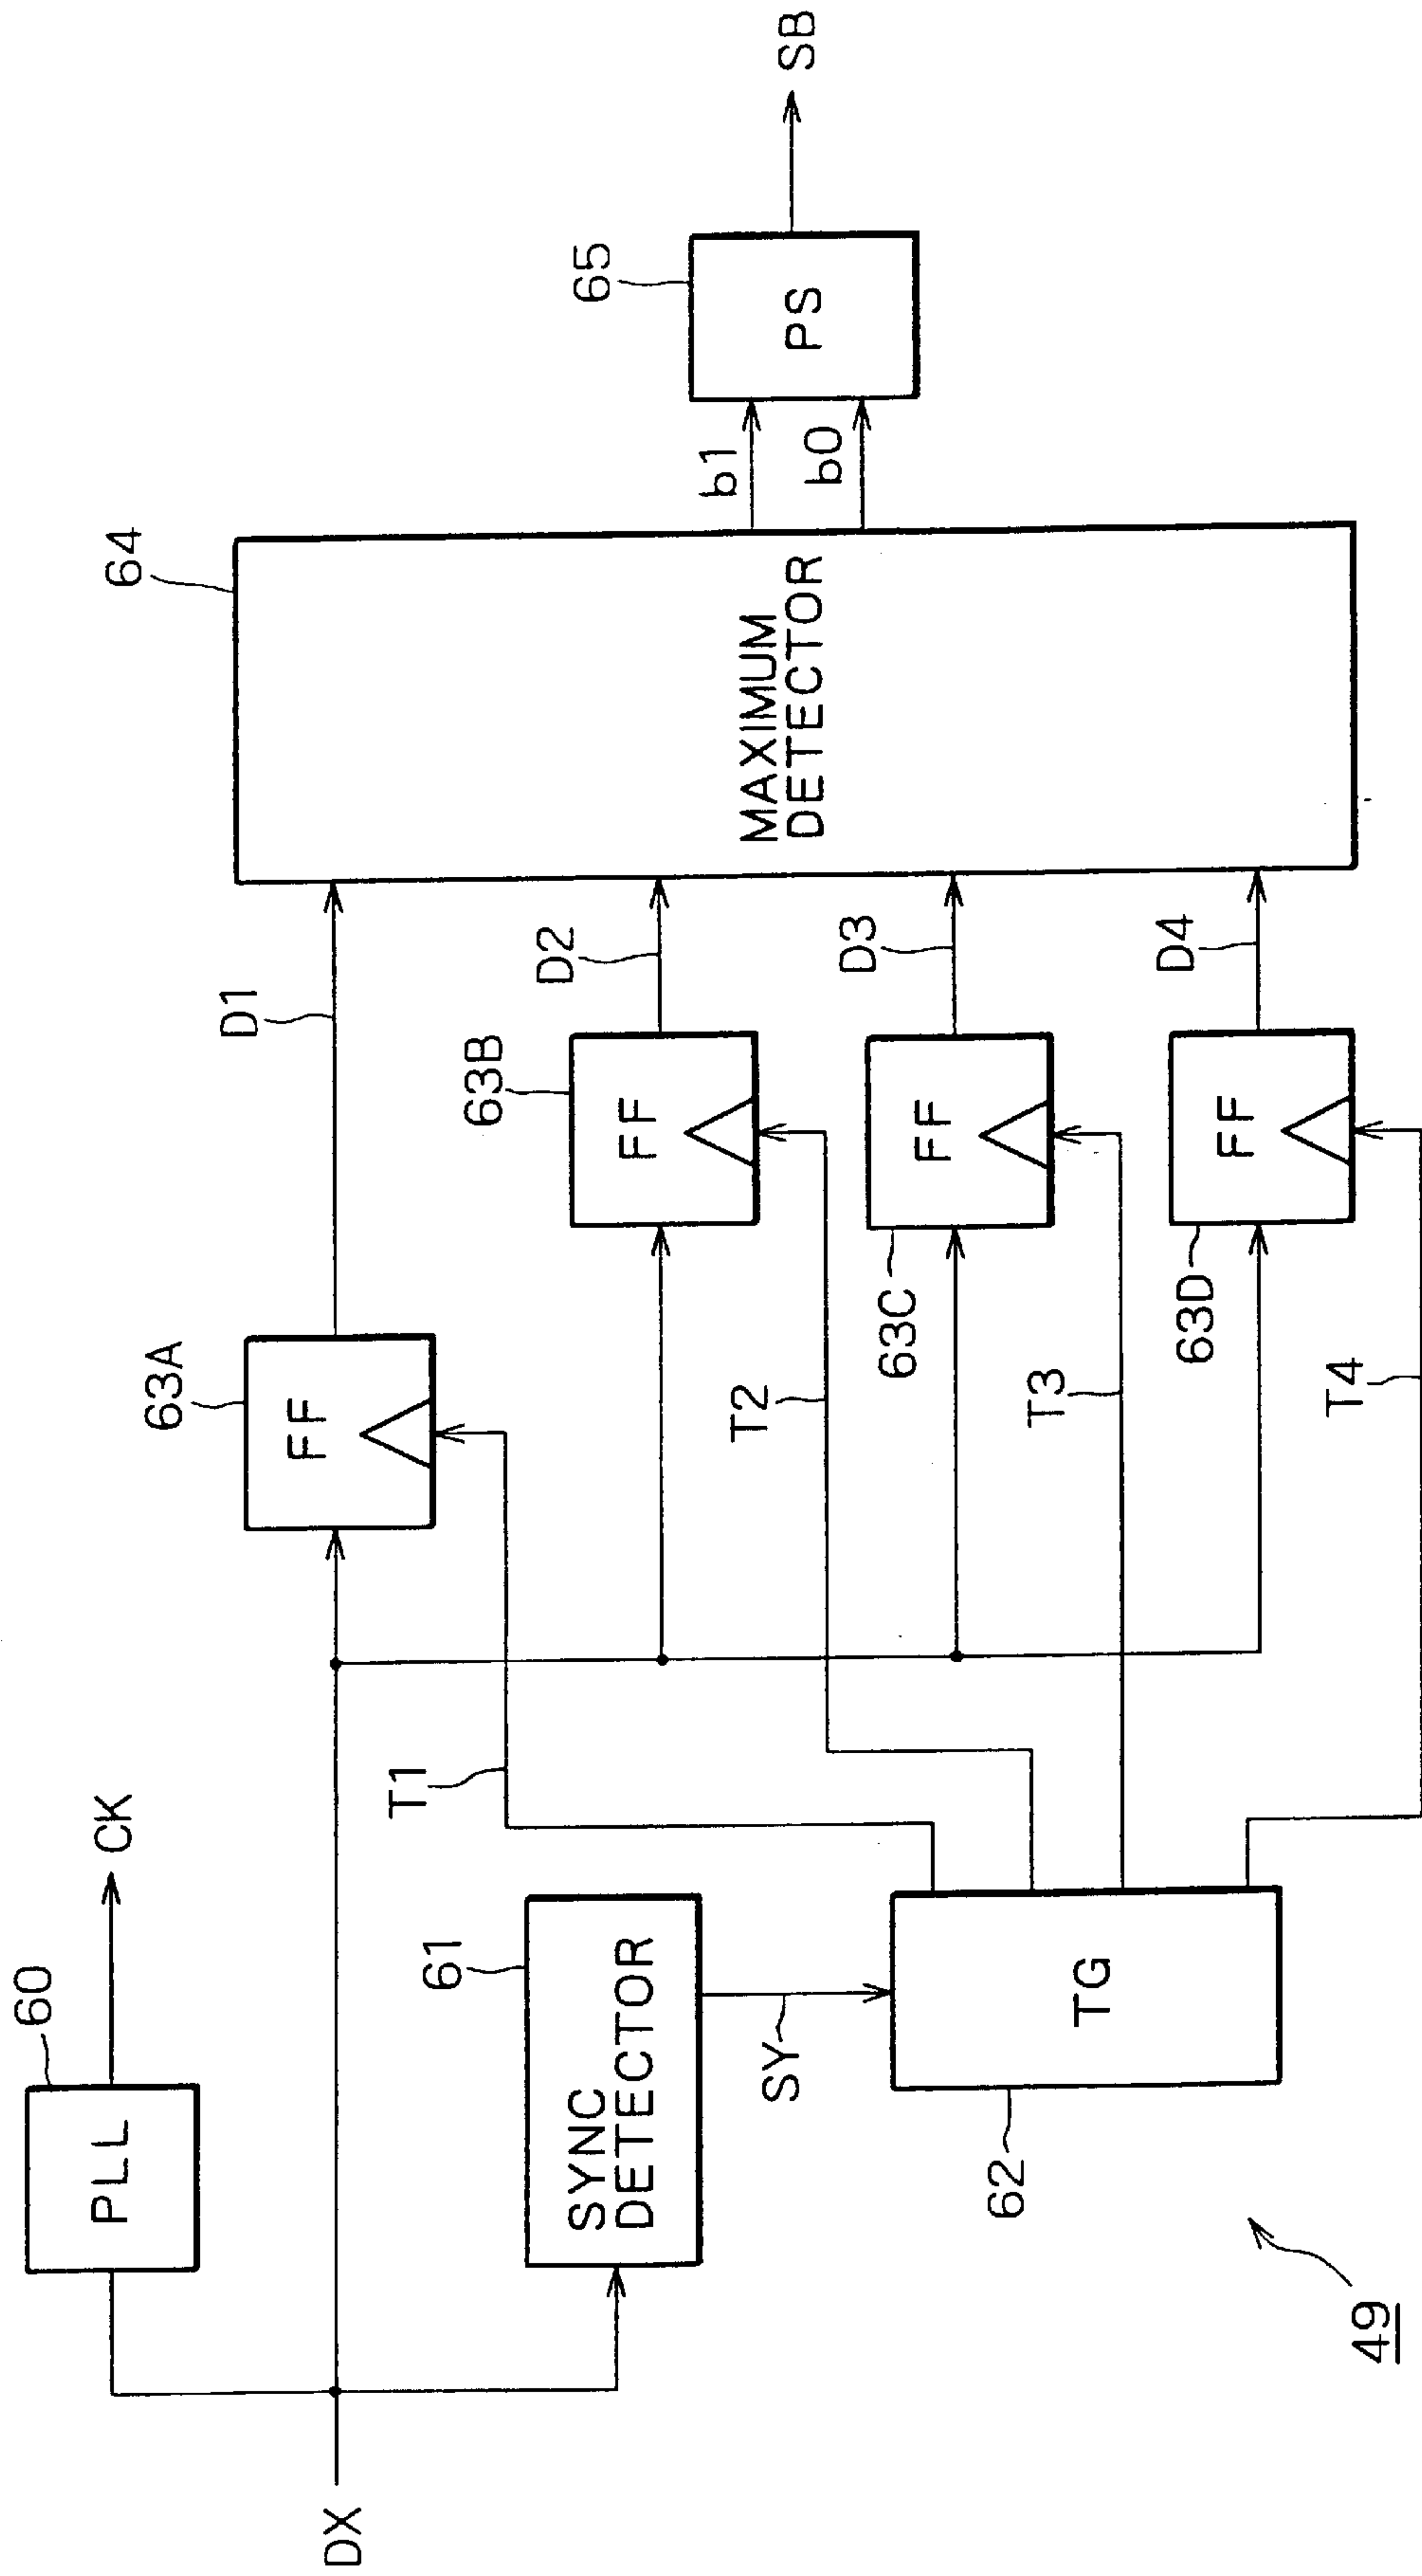 DX
60
PLL
CK
61
SYNC
DETECTOR
SY
62
TG
T1
T2
T3
T4
63A
FF
63B
FF
63C
FF
63D
FF
D1
D2
D3
D4
64
MAXIMUM
DETECTOR
b1
b0
65
PS
SB
49